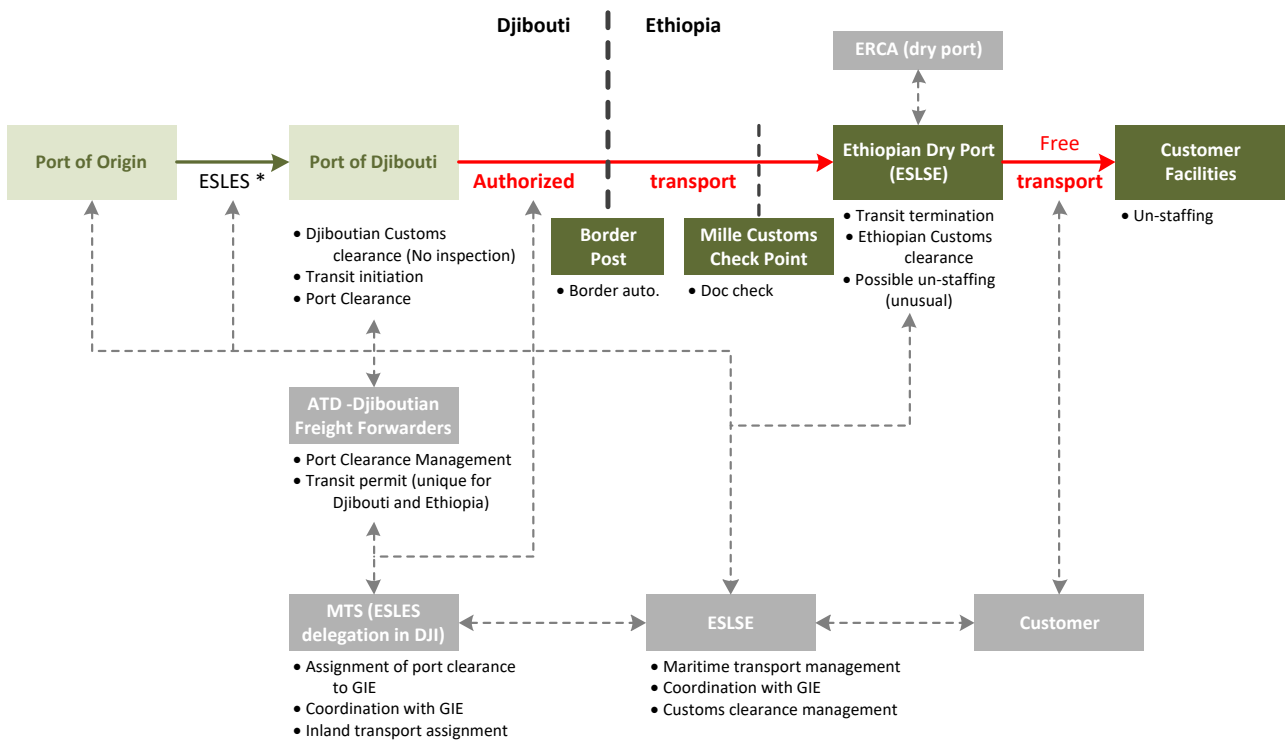 Djibouti
Ethiopia
ERCA (dry port)
Port of Origin
ESLES *
Port of Djibouti
Authorized
transport
Ethiopian Dry Port
(ESLSE)
Free
transport
Customer
Facilities
• Djiboutian Customs
clearance (No inspection)
• Transit initiation
• Port Clearance
Border
Post
• Border auto.
Mille Customs
Check Point
• Doc check
• Transit termination
• Ethiopian Customs
clearance
• Possible un-staffing
(unusual)
• Un-staffing
ATD -Djiboutian
Freight Forwarders
• Port Clearance Management
• Transit permit (unique for
Djibouti and Ethiopia)
MTS (ESLES
delegation in DJI)
• Assignment of port clearance
to GIE
• Coordination with GIE
• Inland transport assignment
ESLSE
• Maritime transport management
• Coordination with GIE
• Customs clearance management
Customer